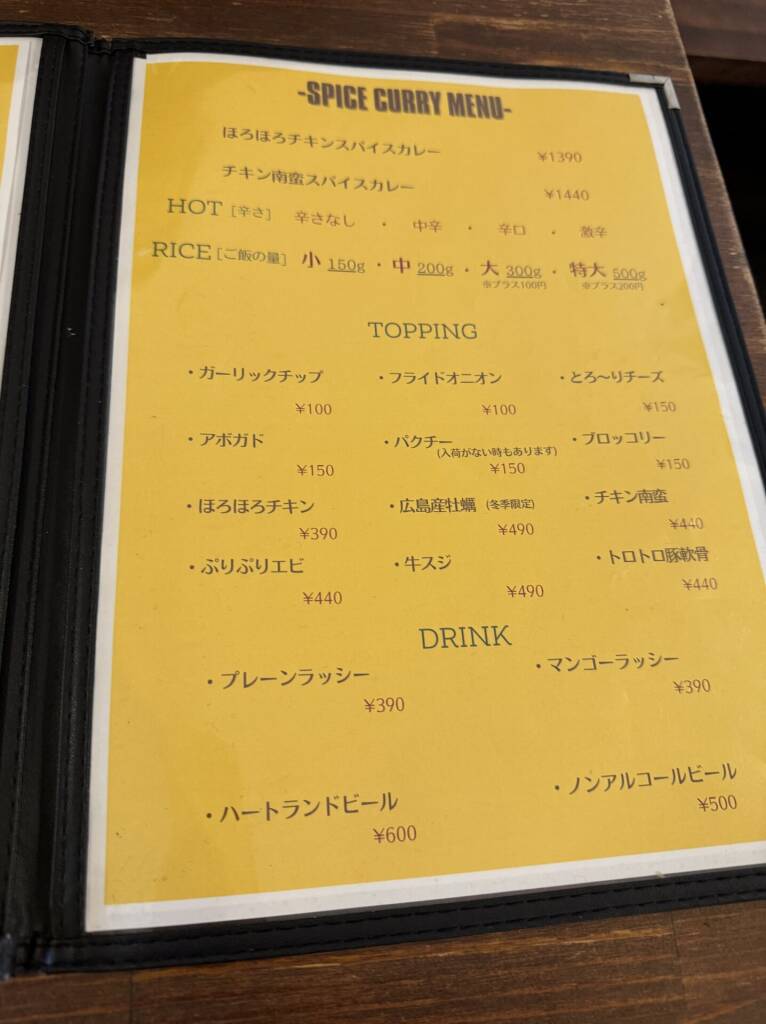 -SPICE CURRY MENU-
ほろほろチキンスパイスカレー ¥1390
チキン南蛮スパイスカレー ¥1440
HOT [辛さ] 辛さなし ・ 中辛 ・ 辛口 ・ 激辛
RICE [ご飯の量] 小 150g ・ 中 200g ・ 大 300g ・ 特大 500g
※プラス100円 ※プラス200円
TOPPING
・ガーリックチップ ・フライドオニオン ・とろ〜りチーズ
¥100 ¥100 ¥150
・アボガド ・パクチー ・ブロッコリー
(入荷がない時もあります)
¥150 ¥150 ¥150
・ほろほろチキン ・広島産牡蠣 (冬季限定) ・チキン南蛮
¥390 ¥490 ¥440
・ぷりぷりエビ ・牛スジ ・トロトロ豚軟骨
¥440 ¥490 ¥440
DRINK
・プレーンラッシー ・マンゴーラッシー
¥390 ¥390
・ハートランドビール ・ノンアルコールビール
¥600 ¥500